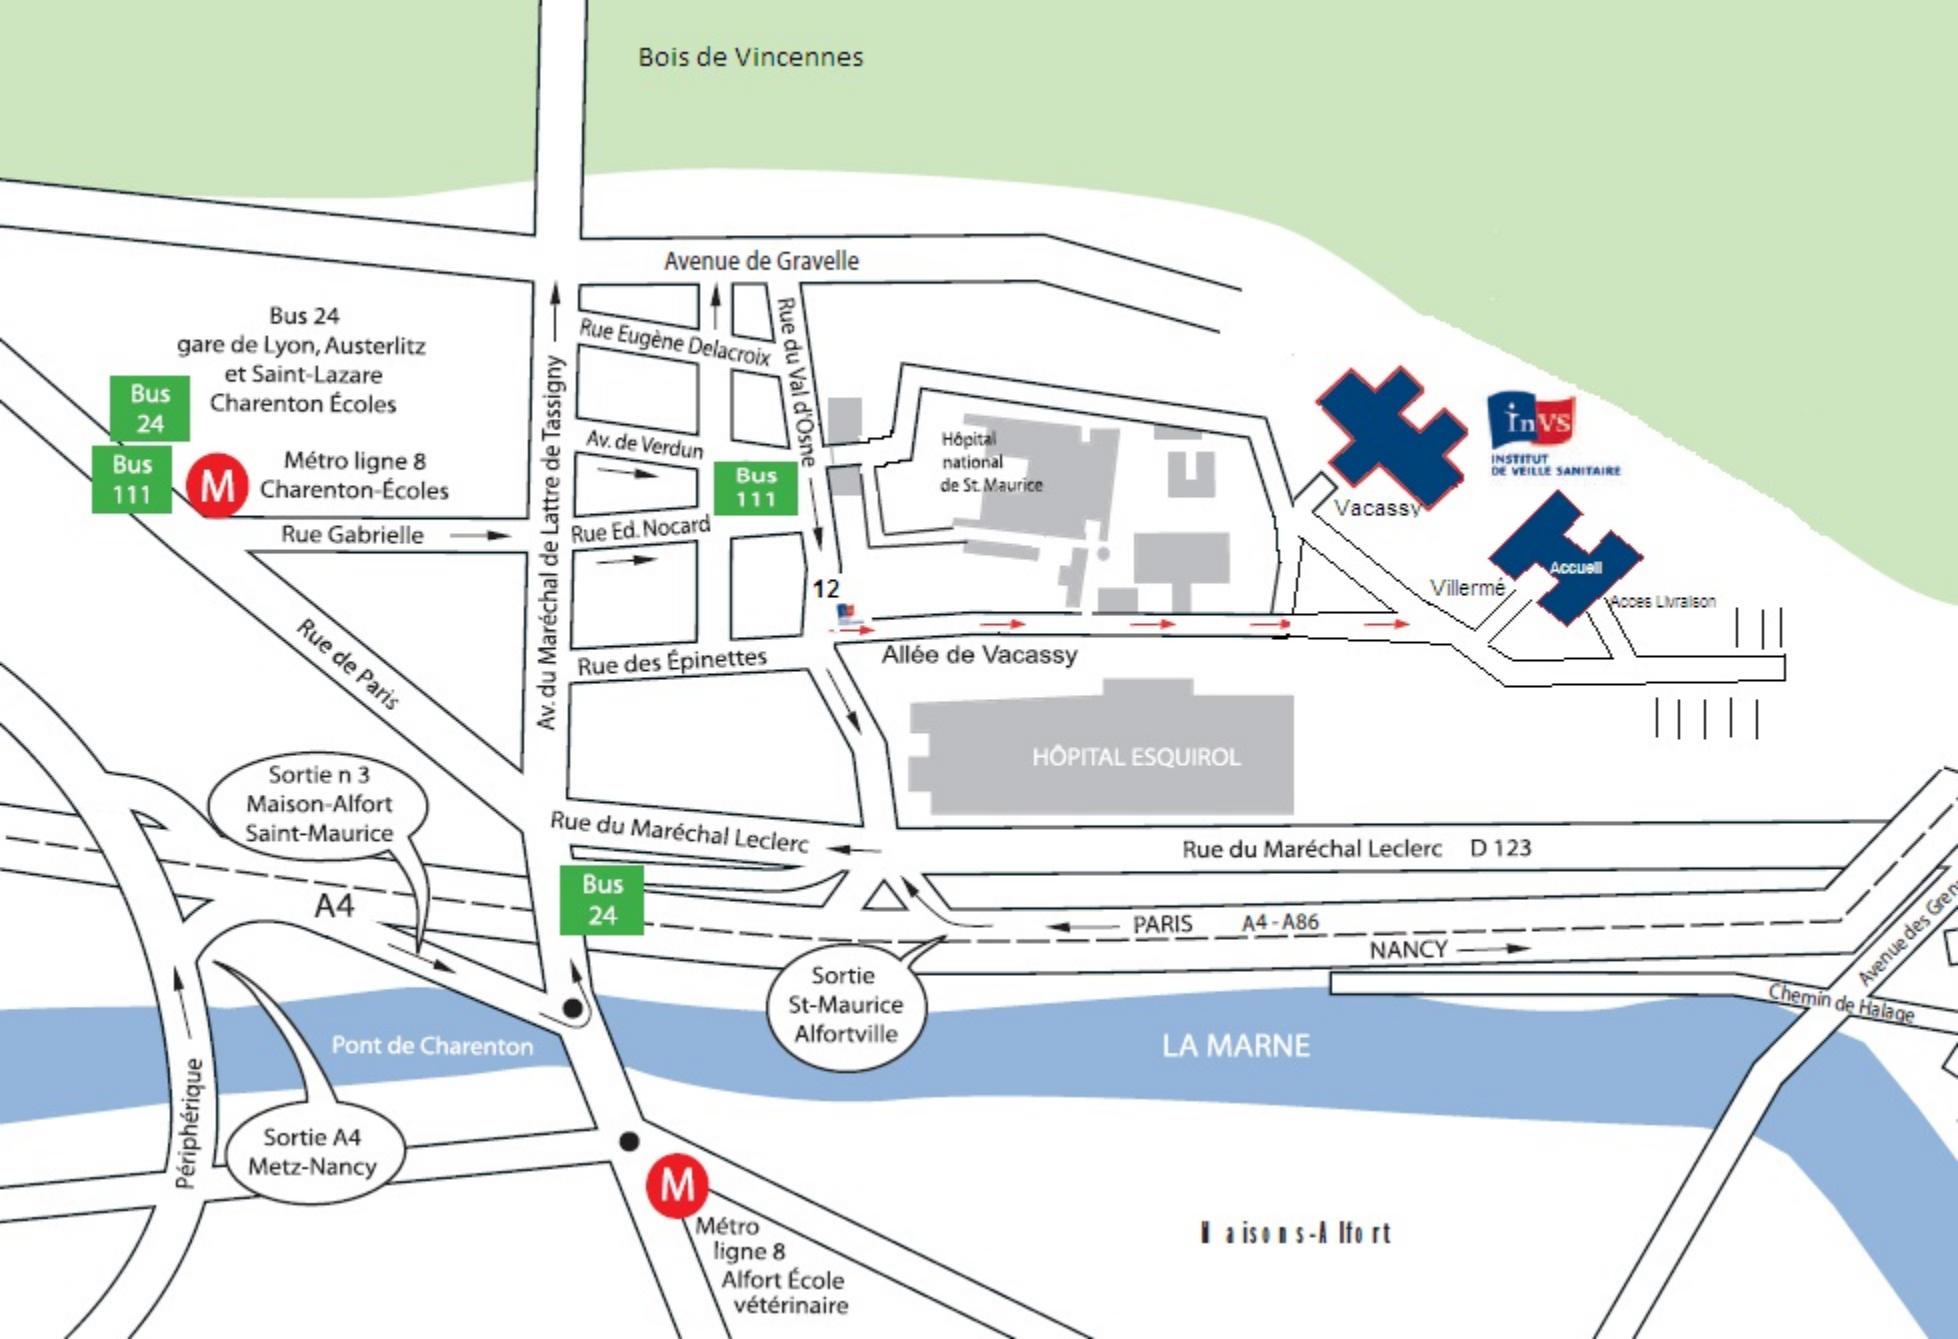 Bois de Vincennes
Avenue de Gravelle
Bus 24
gare de Lyon, Austerlitz
et Saint-Lazare
Charenton Écoles
Bus
24
Bus
111
M
Métro ligne 8
Charenton-Écoles
Rue Gabrielle
Rue de Paris
Av. du Maréchal de Lattre de Tassigny
Rue Eugène Delacroix
Rue du Val d'Osne
Av. de Verdun
Bus
111
Rue Ed. Nocard
12
Rue des Épinettes
Hôpital
national
de St. Maurice
InVS
INSTITUT
DE VEILLE SANITAIRE
Vacassy
Accueil
Villermé
Acces Livraison
Allée de Vacassy
HÔPITAL ESQUIROL
Sortie n 3
Maison-Alfort
Saint-Maurice
Rue du Maréchal Leclerc
Rue du Maréchal Leclerc D 123
A4
Bus
24
PARIS A4 - A86
NANCY
Sortie
St-Maurice
Alfortville
Chemin de Halage
Pont de Charenton
LA MARNE
Périphérique
Sortie A4
Metz-Nancy
M
Métro
ligne 8
Alfort École
vétérinaire
Maisons-Alfort
Avenue des